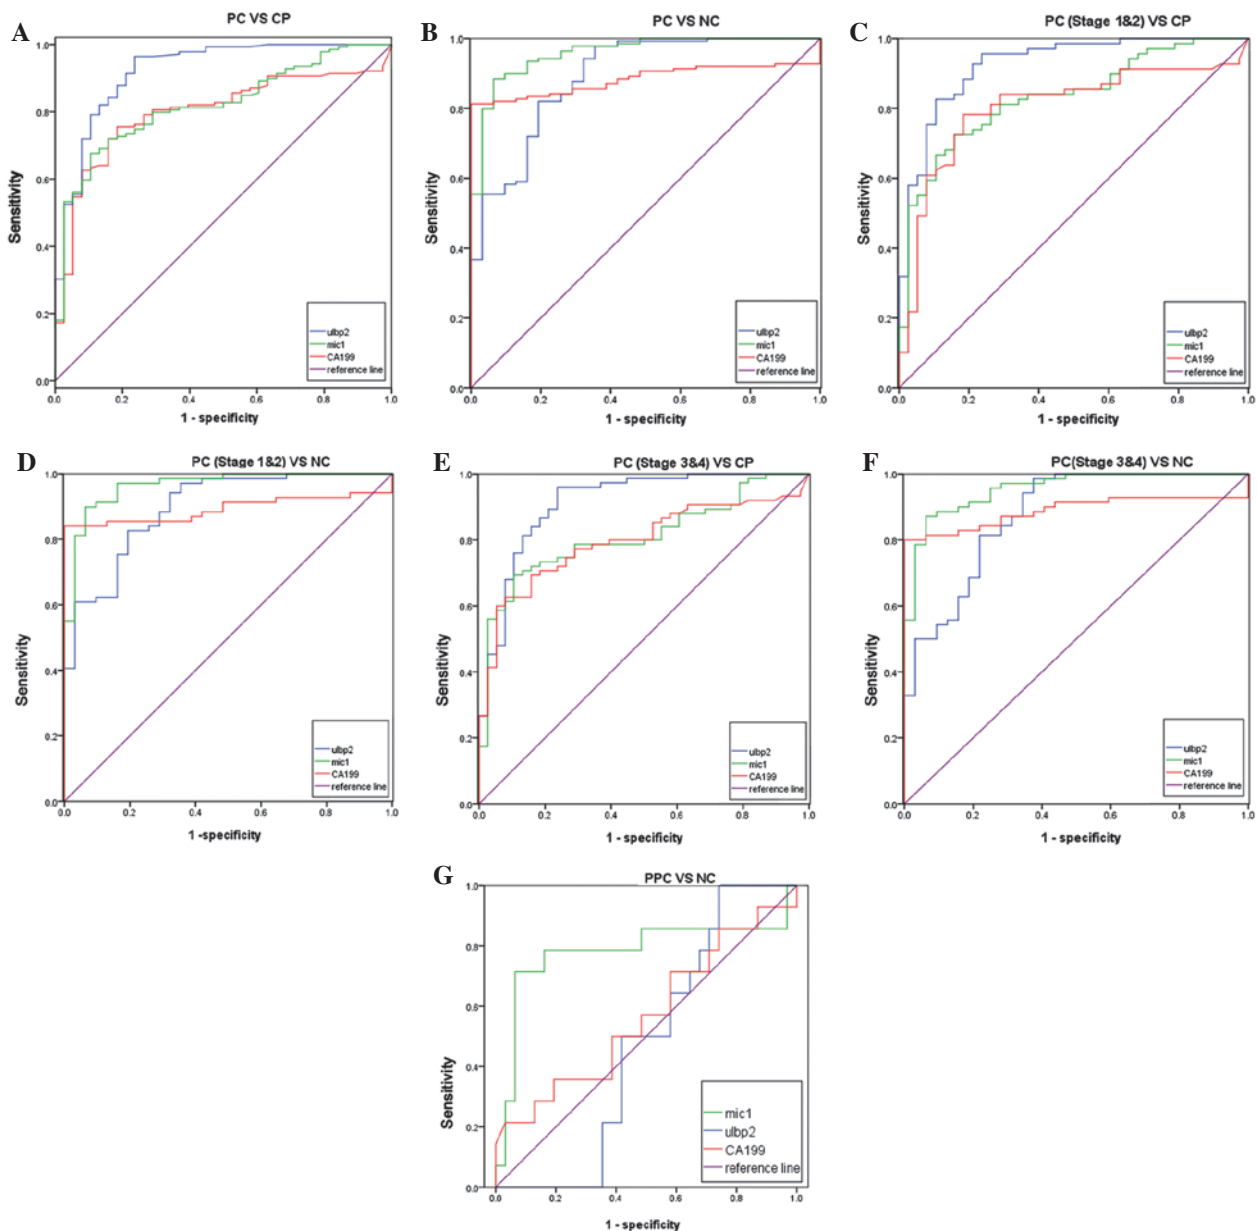 A
PC VS CP
Sensitivity
1.0
0.8
0.6
0.4
0.2
0.0
ulbp2
mic1
CA199
reference line
0.0 0.2 0.4 0.6 0.8 1.0
1 - specificity
B
PC VS NC
Sensitivity
1.0
0.8
0.6
0.4
0.2
0.0
ulbp2
mic1
CA199
reference line
0.0 0.2 0.4 0.6 0.8 1.0
1 - specificity
C
PC (Stage 1&2) VS CP
Sensitivity
1.0
0.8
0.6
0.4
0.2
0.0
ulbp2
mic1
CA199
reference line
0.0 0.2 0.4 0.6 0.8 1.0
1 - specificity
D
PC (Stage 1&2) VS NC
Sensitivity
1.0
0.8
0.6
0.4
0.2
0.0
ulbp2
mic1
CA199
reference line
0.0 0.2 0.4 0.6 0.8 1.0
1 -specificity
E
PC (Stage 3&4) VS CP
Sensitivity
1.0
0.8
0.6
0.4
0.2
0.0
ulbp2
mic1
CA199
reference line
0.0 0.2 0.4 0.6 0.8 1.0
1 - specificity
F
PC(Stage 3&4) VS NC
Sensitivity
1.0
0.8
0.6
0.4
0.2
0.0
ulbp2
mic1
CA199
reference line
0.0 0.2 0.4 0.6 0.8 1.0
1 - specificity
G
PPC VS NC
Sensitivity
1.0
0.8
0.6
0.4
0.2
0.0
mic1
ulbp2
CA199
reference line
0.0 0.2 0.4 0.6 0.8 1.0
1 - specificity